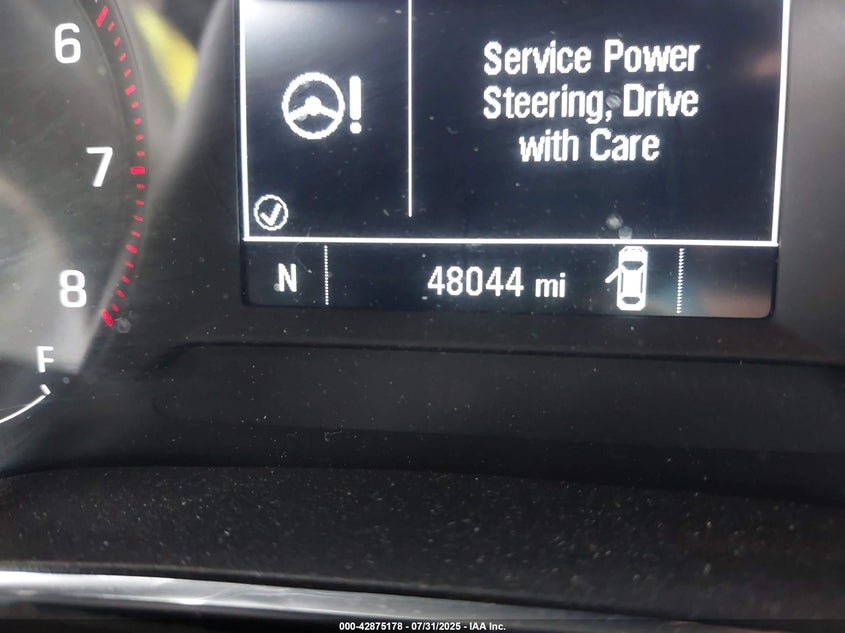 6
7
8
F
Service Power
Steering, Drive
with Care
N
48044 mi
000-42875178 - 07/31/2025 - IAA Inc.